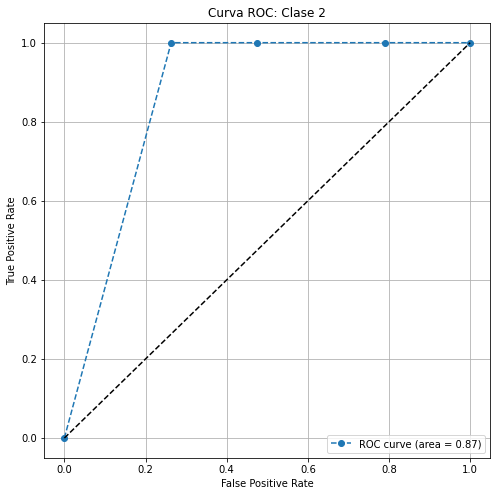 Curva ROC: Clase 2
True Positive Rate
1.0
0.8
0.6
0.4
0.2
0.0
0.0 0.2 0.4 0.6 0.8 1.0
False Positive Rate
ROC curve (area = 0.87)